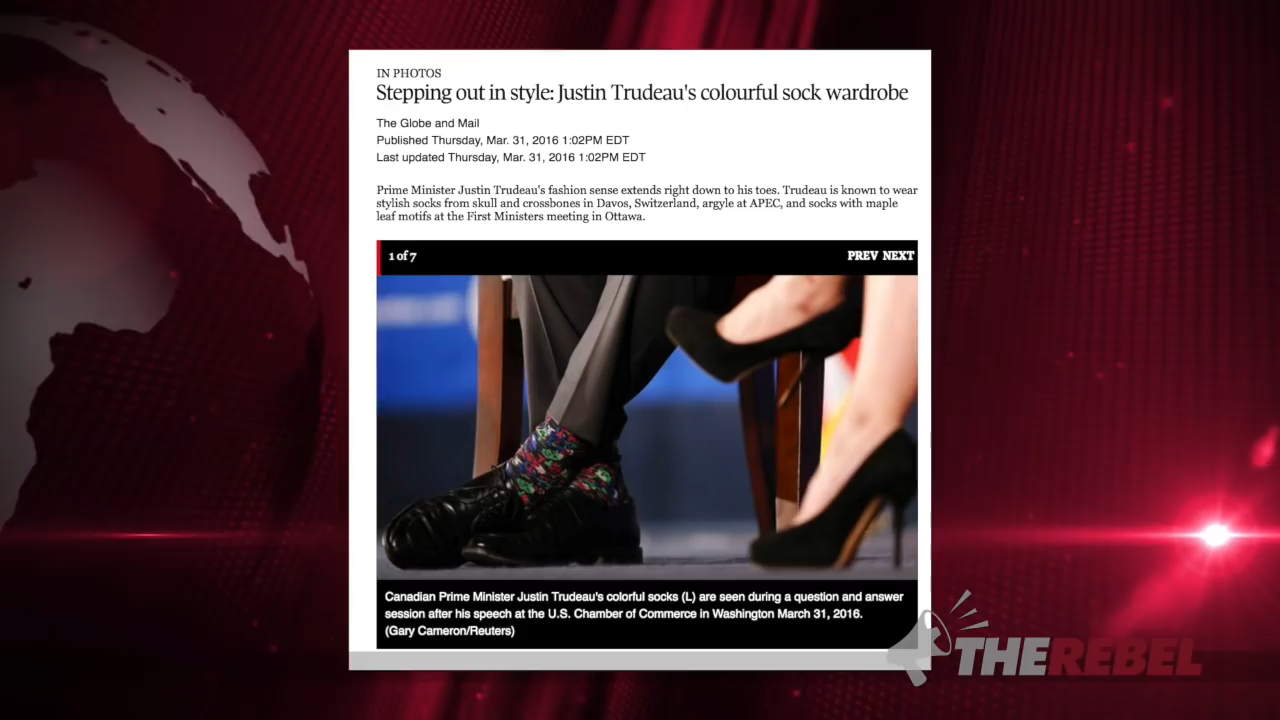 IN PHOTOS
Stepping out in style: Justin Trudeau's colourful sock wardrobe
The Globe and Mail
Published Thursday, Mar. 31, 2016 1:02PM EDT
Last updated Thursday, Mar. 31, 2016 1:02PM EDT
Prime Minister Justin Trudeau's fashion sense extends right down to his toes. Trudeau is known to wear
stylish socks from skull and crossbones in Davos, Switzerland, argyle at APEC, and socks with maple
leaf motifs at the First Ministers meeting in Ottawa.
1 of 7 PREV NEXT
Canadian Prime Minister Justin Trudeau's colorful socks (L) are seen during a question and answer
session after his speech at the U.S. Chamber of Commerce in Washington March 31, 2016.
(Gary Cameron/Reuters)
THEREBEL